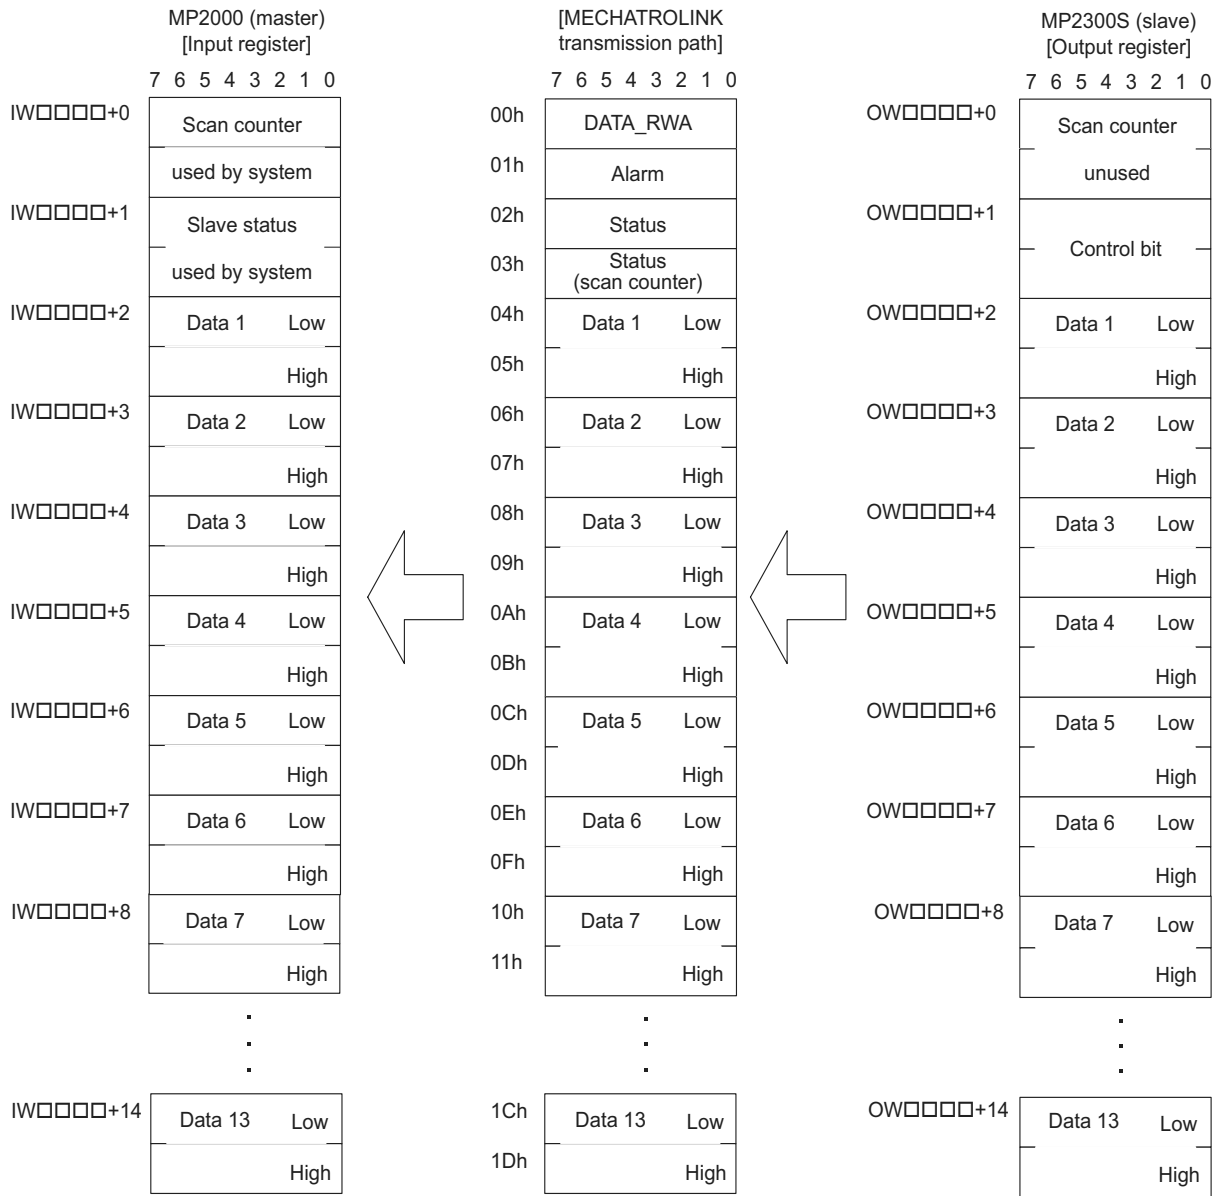 MP2000 (master)
[Input register]
7 6 5 4 3 2 1 0
IW□□□□+0
Scan counter
used by system
IW□□□□+1
Slave status
used by system
IW□□□□+2
Data 1 Low
High
IW□□□□+3
Data 2 Low
High
IW□□□□+4
Data 3 Low
High
IW□□□□+5
Data 4 Low
High
IW□□□□+6
Data 5 Low
High
IW□□□□+7
Data 6 Low
High
IW□□□□+8
Data 7 Low
High
IW□□□□+14
Data 13 Low
High
[MECHATROLINK
transmission path]
7 6 5 4 3 2 1 0
00h DATA_RWA
01h Alarm
02h Status
03h Status
(scan counter)
04h Data 1 Low
05h High
06h Data 2 Low
07h High
08h Data 3 Low
09h High
0Ah Data 4 Low
0Bh High
0Ch Data 5 Low
0Dh High
0Eh Data 6 Low
0Fh High
10h Data 7 Low
11h High
1Ch Data 13 Low
1Dh High
MP2300S (slave)
[Output register]
7 6 5 4 3 2 1 0
OW□□□□+0
Scan counter
unused
OW□□□□+1
Control bit
OW□□□□+2
Data 1 Low
High
OW□□□□+3
Data 2 Low
High
OW□□□□+4
Data 3 Low
High
OW□□□□+5
Data 4 Low
High
OW□□□□+6
Data 5 Low
High
OW□□□□+7
Data 6 Low
High
OW□□□□+8
Data 7 Low
High
OW□□□□+14
Data 13 Low
High